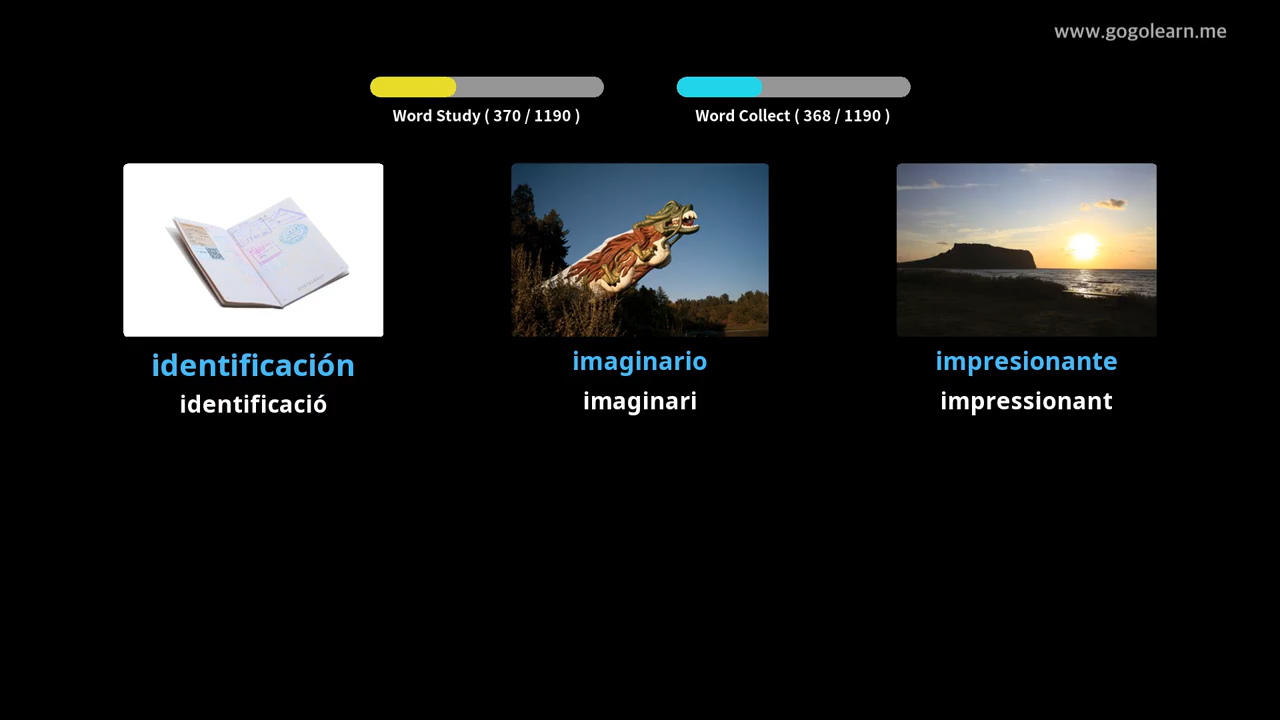 www.gogolearn.me
Word Study ( 370 / 1190 )
Word Collect ( 368 / 1190 )
identificación
identificació
imaginario
imaginari
impresionante
impressionant